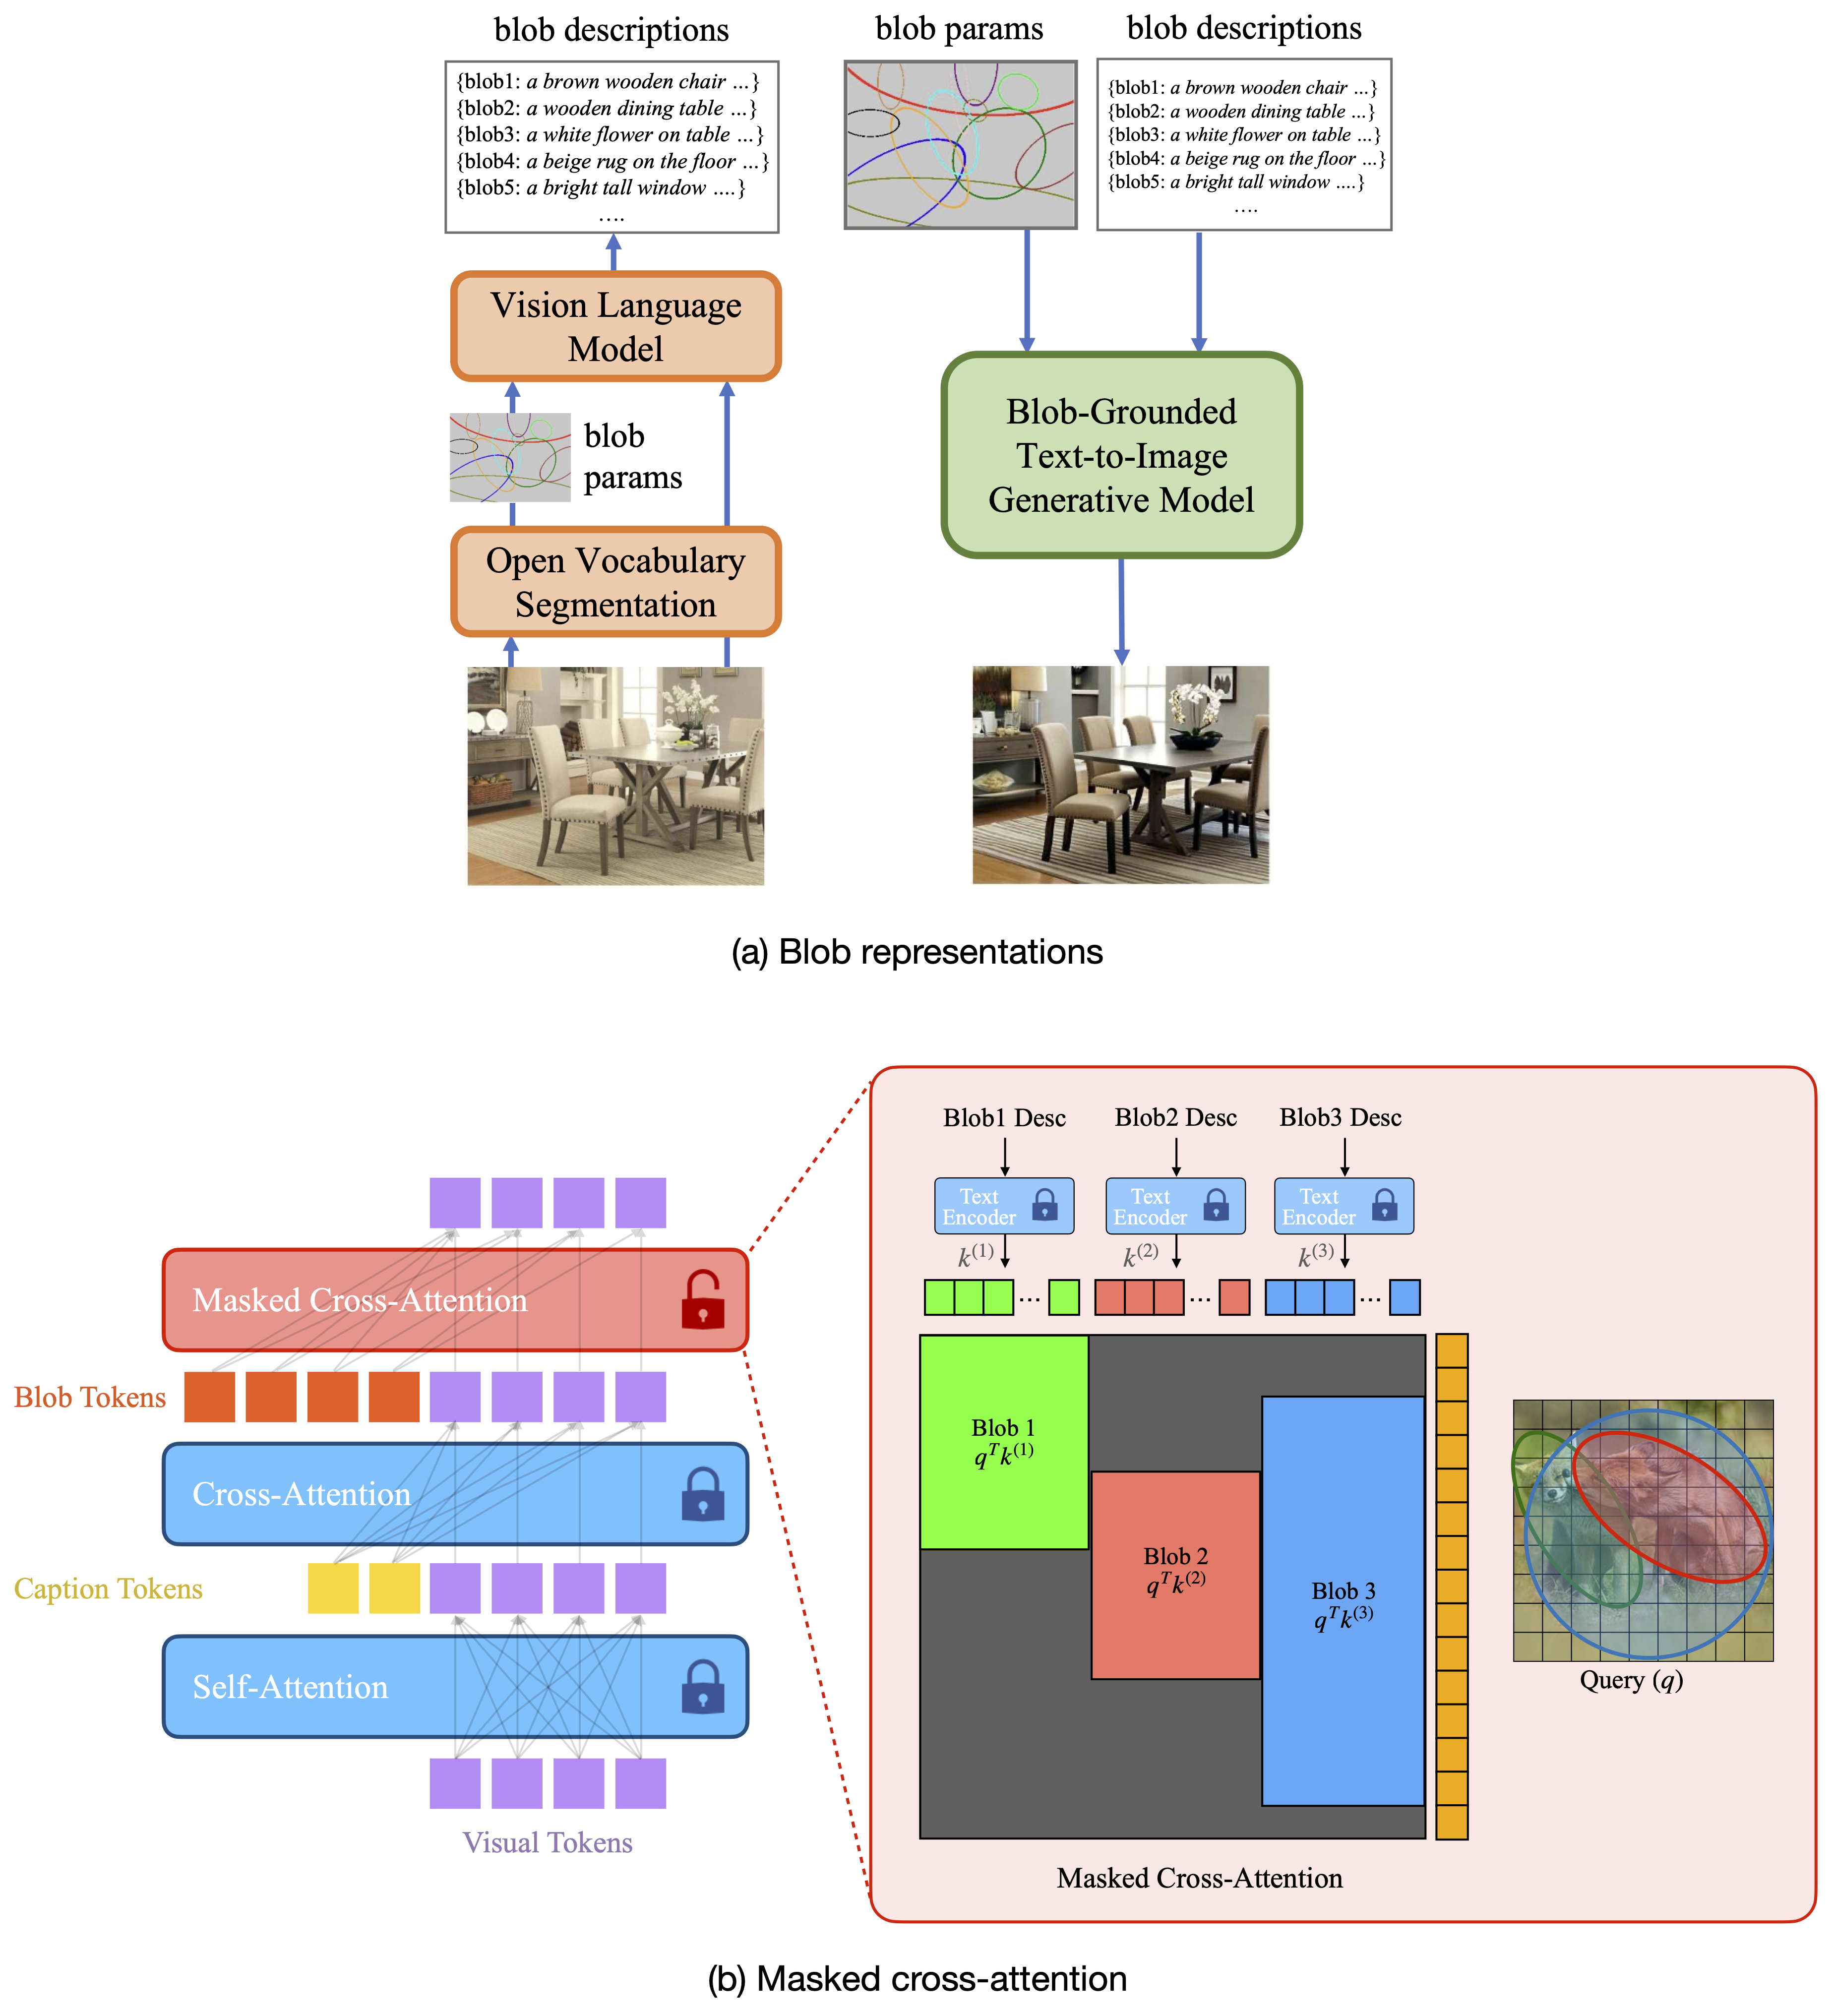 blob descriptions
{blob1: a brown wooden chair ...}
{blob2: a wooden dining table ...}
{blob3: a white flower on table ...}
{blob4: a beige rug on the floor ...}
{blob5: a bright tall window ....}
....
Vision Language
Model
blob
params
Open Vocabulary
Segmentation
blob params
blob descriptions
{blob1: a brown wooden chair ...}
{blob2: a wooden dining table ...}
{blob3: a white flower on table ...}
{blob4: a beige rug on the floor ...}
{blob5: a bright tall window ....}
....
Blob-Grounded
Text-to-Image
Generative Model
(a) Blob representations
Masked Cross-Attention
Blob Tokens
Cross-Attention
Caption Tokens
Self-Attention
Visual Tokens
Blob1 Desc
Blob2 Desc
Blob3 Desc
Text
Encoder
Text
Encoder
Text
Encoder
k⁽¹⁾
k⁽²⁾
k⁽³⁾
...
...
...
Blob 1
qᵀk⁽¹⁾
Blob 2
qᵀk⁽²⁾
Blob 3
qᵀk⁽³⁾
Query (q)
Masked Cross-Attention
(b) Masked cross-attention